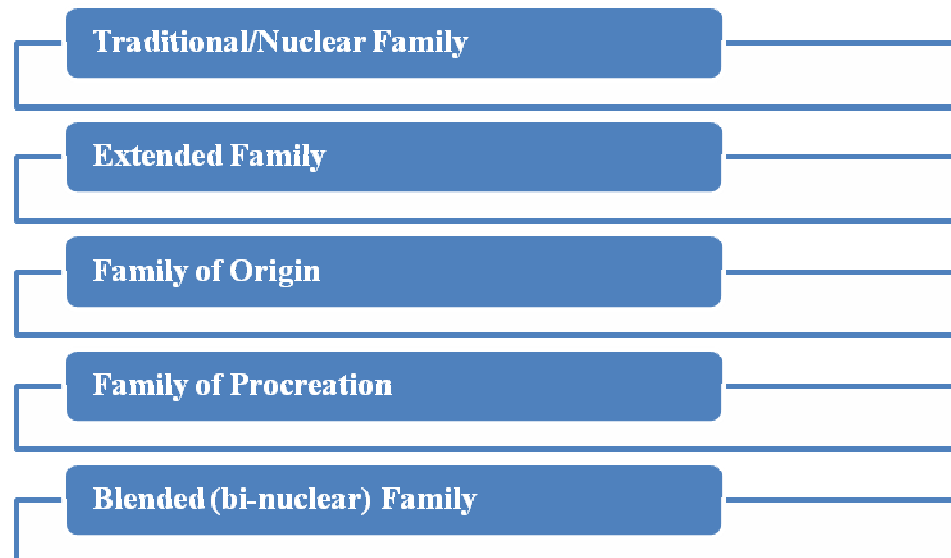 Traditional/Nuclear Family
Extended Family
Family of Origin
Family of Procreation
Blended (bi-nuclear) Family